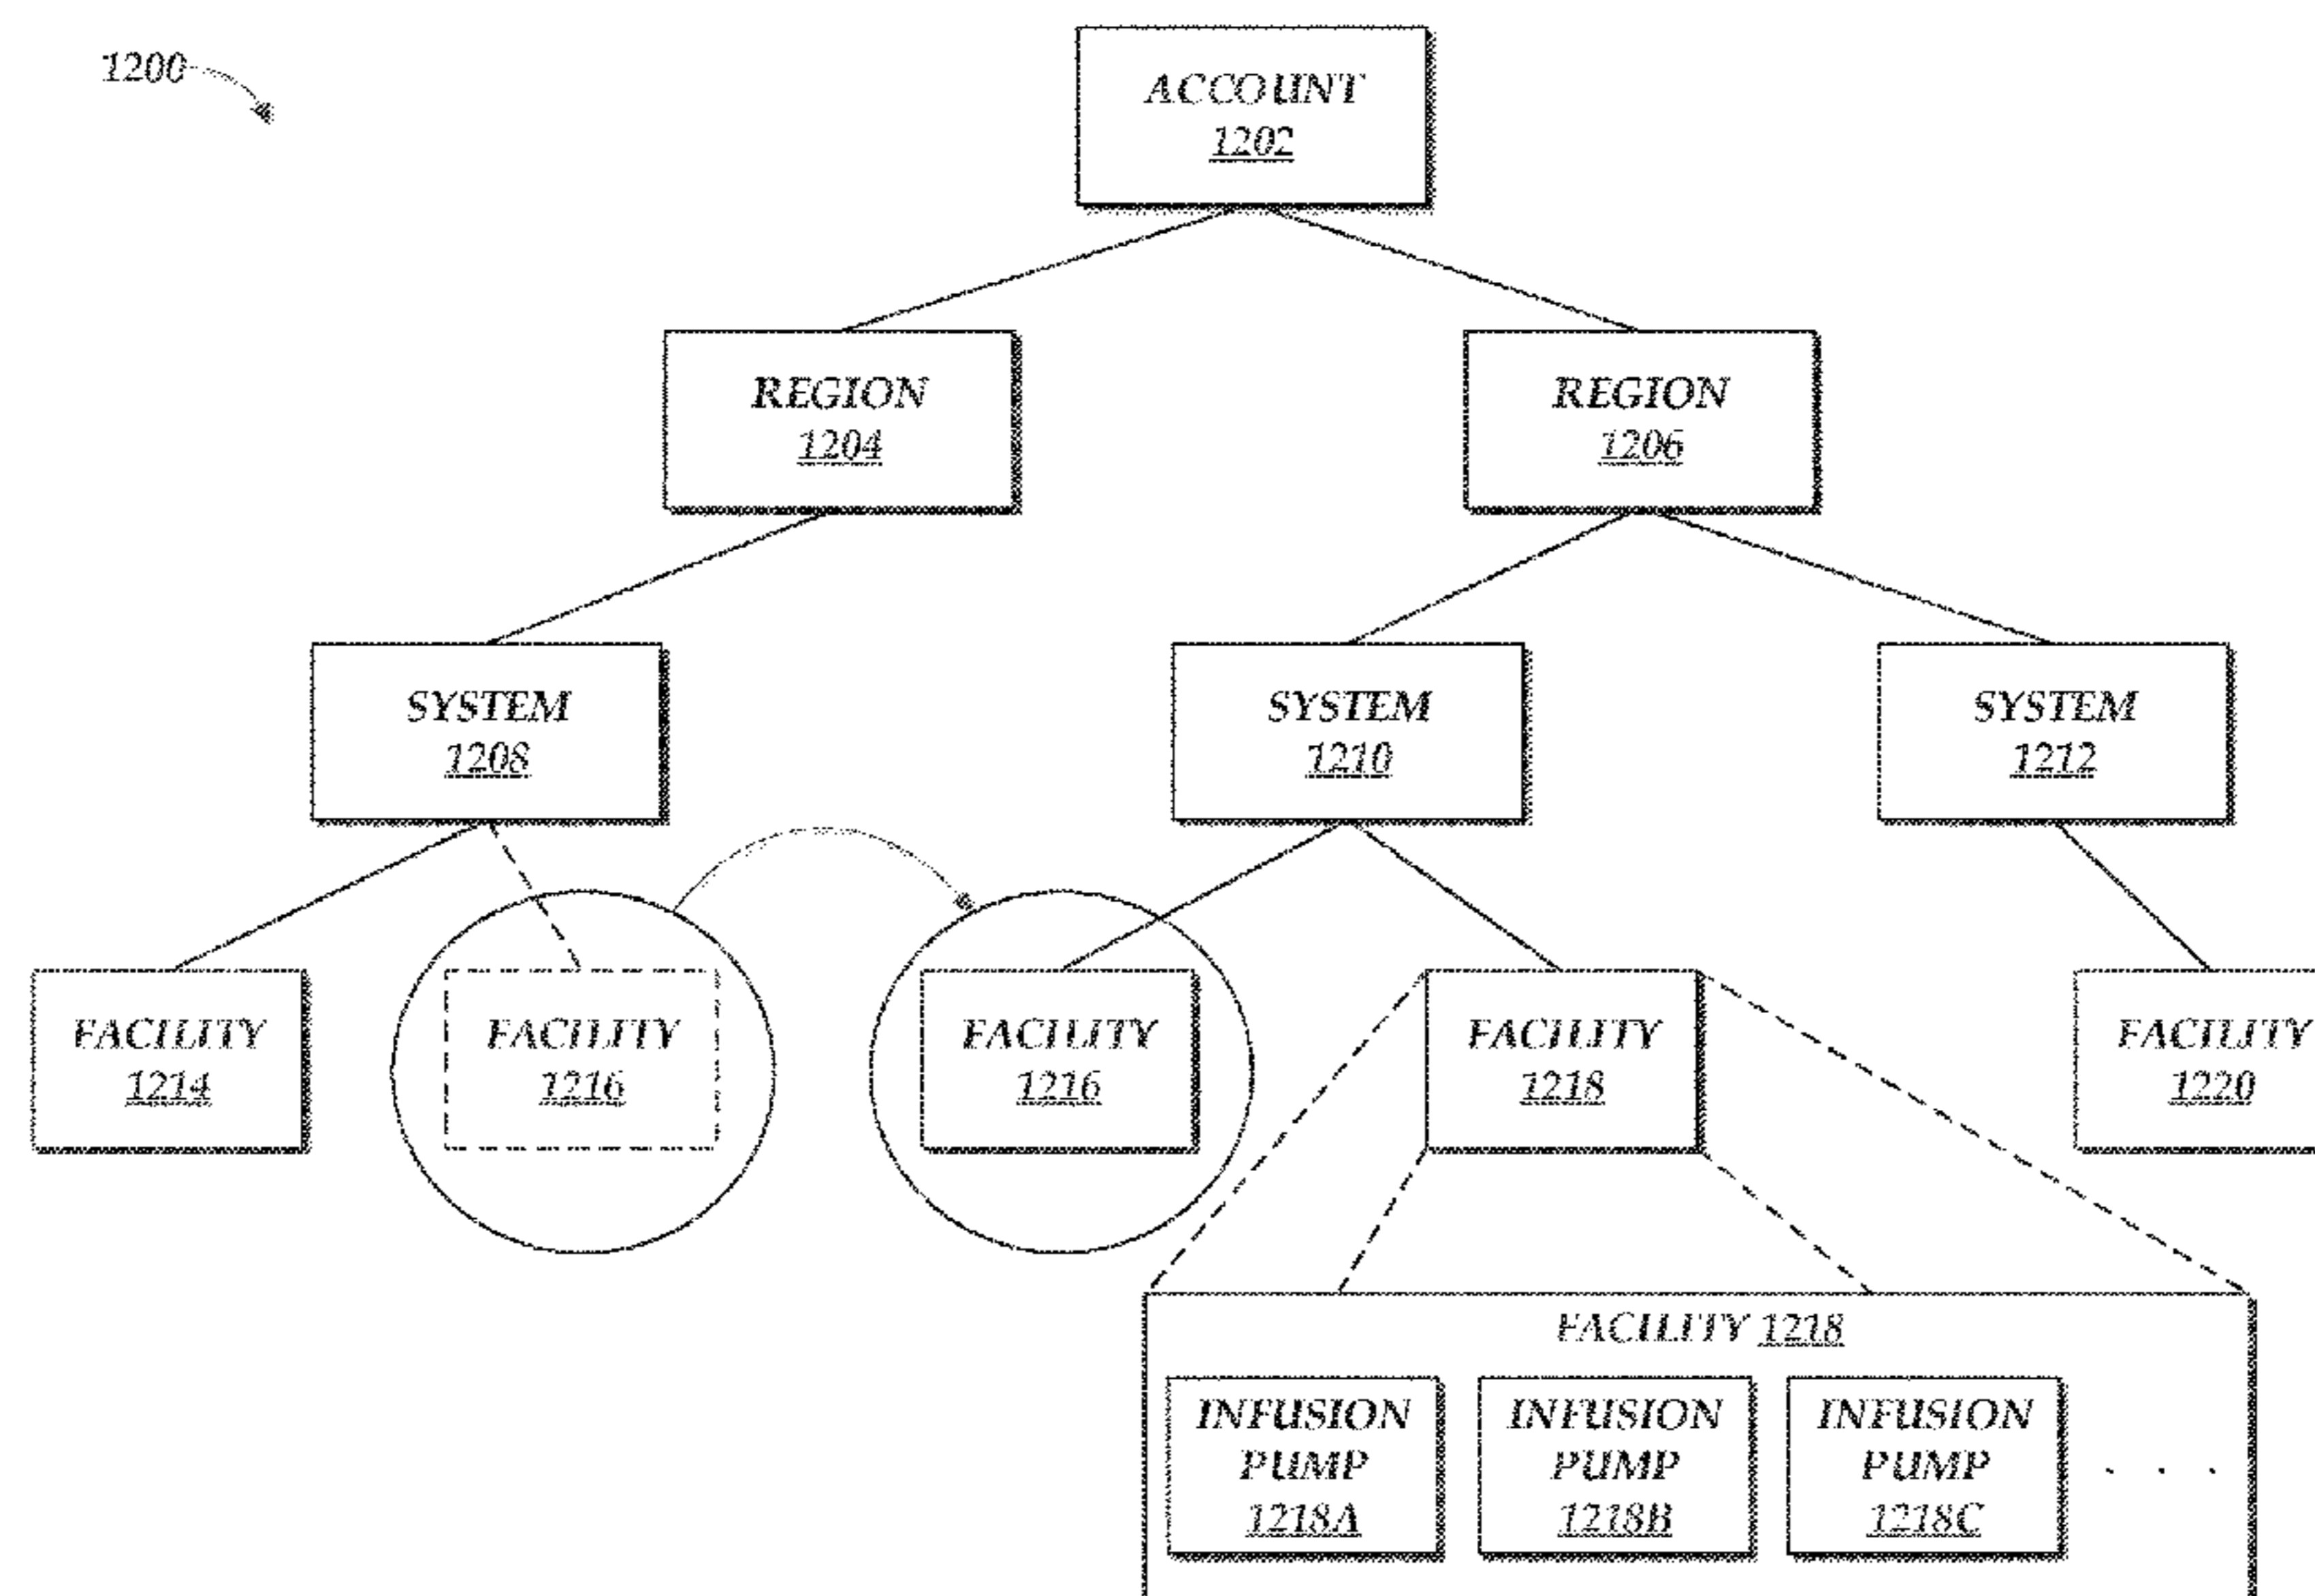 1200
ACCOUNT
1202
REGION
1204
REGION
1206
SYSTEM
1208
SYSTEM
1210
SYSTEM
1212
FACILITY
1214
FACILITY
1216
FACILITY
1216
FACILITY
1218
FACILITY
1220
FACILITY 1218
INFUSION
PUMP
1218A
INFUSION
PUMP
1218B
INFUSION
PUMP
1218C
. . .